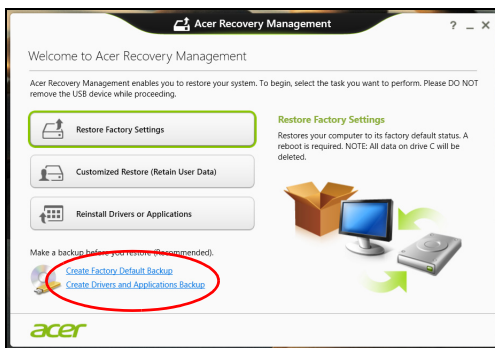 Acer Recovery Management
? _ X
Welcome to Acer Recovery Management
Acer Recovery Management enables you to restore your system. To begin, select the task you want to perform. Please DO NOT
remove the USB device while proceeding.
Restore Factory Settings
Customized Restore (Retain User Data)
Reinstall Drivers or Applications
Restore Factory Settings
Restores your computer to its factory default status. A
reboot is required. NOTE: All data on drive C will be
deleted.
Make a backup before you restore (Recommended).
Create Factory Default Backup
Create Drivers and Applications Backup
acer